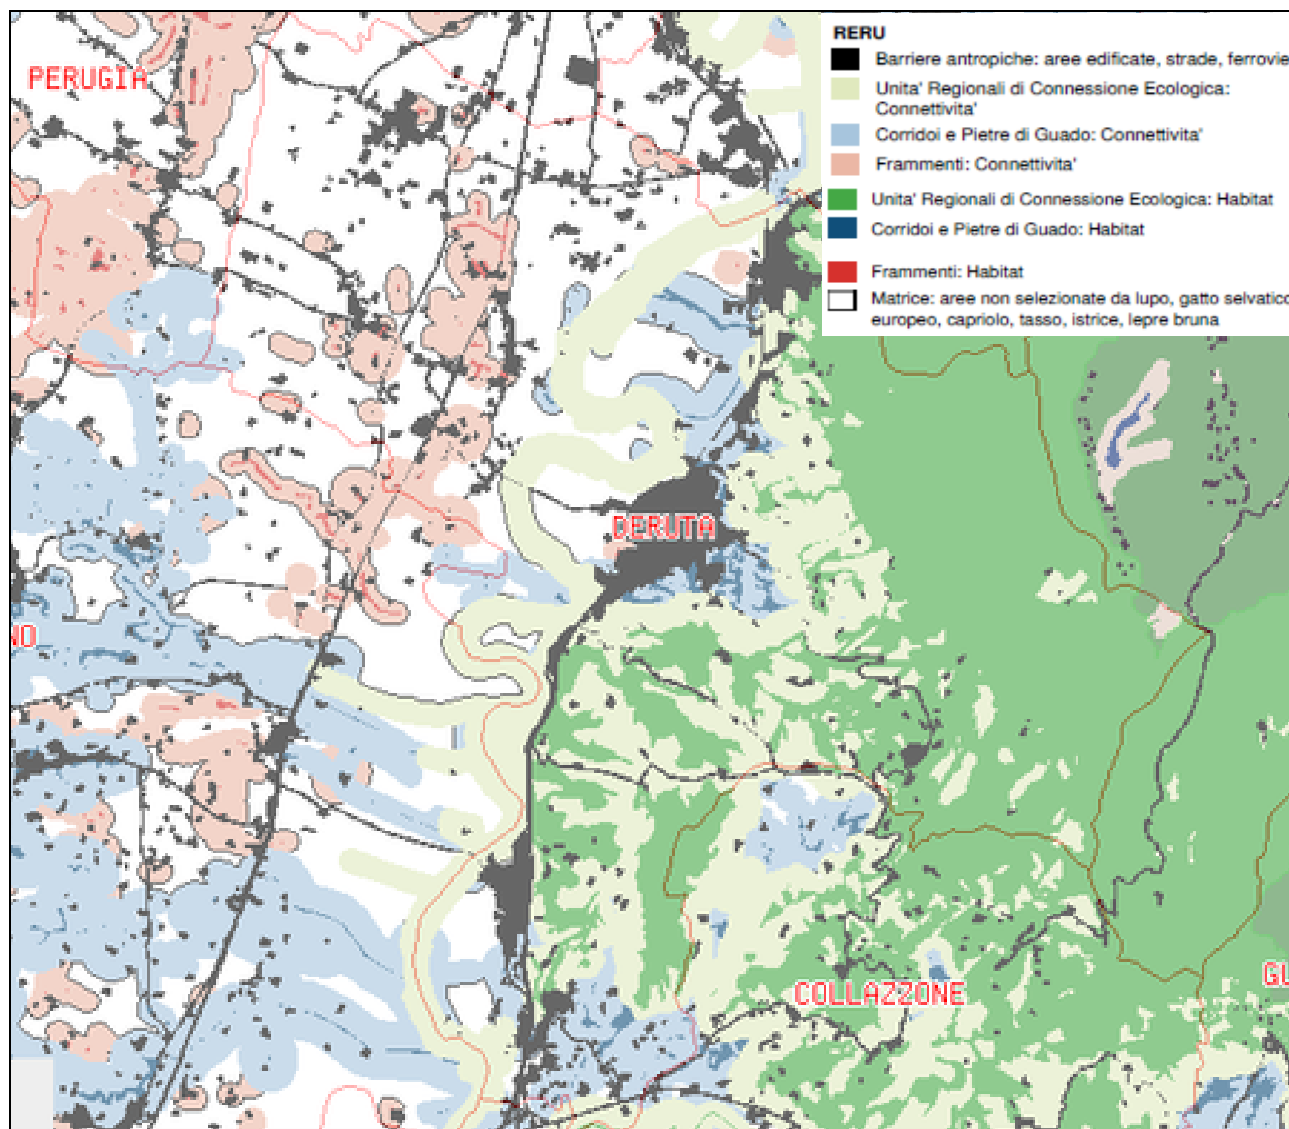 RERU
Barriere antropiche: aree edificate, strade, ferrovie
Unita' Regionali di Connessione Ecologica:
Connettivita'
Corridoi e Pietre di Guado: Connettivita'
Frammenti: Connettivita'
Unita' Regionali di Connessione Ecologica: Habitat
Corridoi e Pietre di Guado: Habitat
Frammenti: Habitat
Matrice: aree non selezionate da lupo, gatto selvatico
europeo, capriolo, tasso, istrice, lepre bruna
PERUGIA
DERUTA
NO
COLLAZZONE
GU